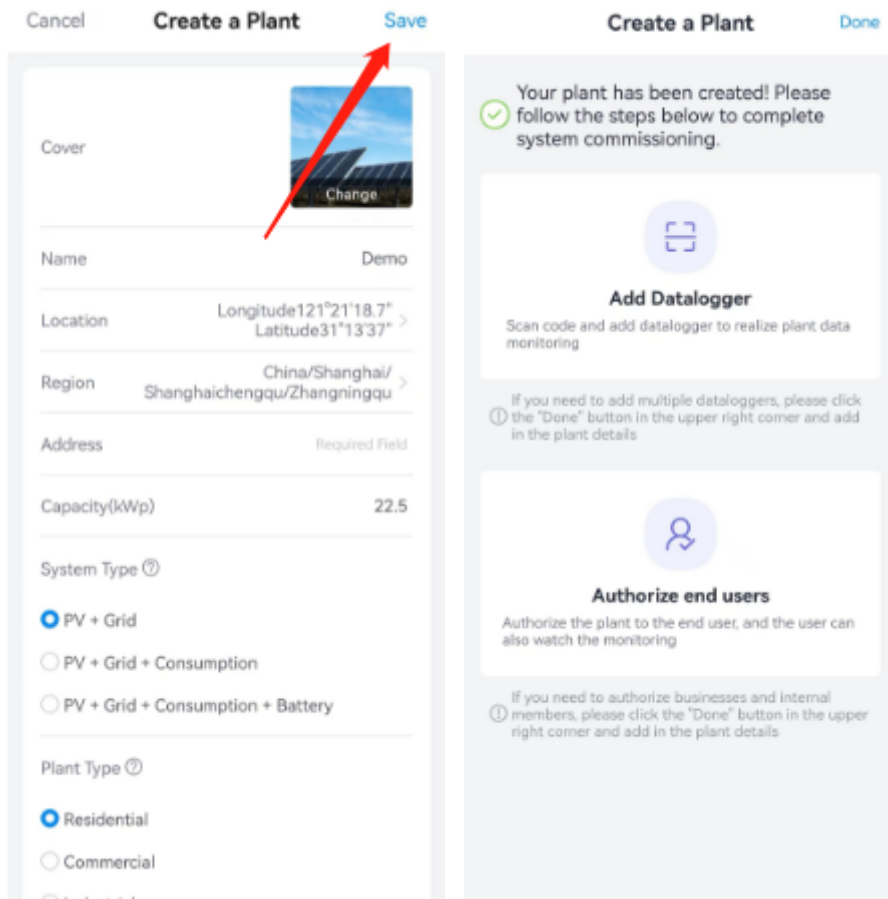 Cancel
Create a Plant
Save
Cover
Change
Name
Demo
Location
Longitude121°21'18.7"
Latitude31°13'37"
Region
China/Shanghai/
Shanghaichengqu/Zhangningqu
Address
Required Field
Capacity(kWp)
22.5
System Type
PV + Grid
PV + Grid + Consumption
PV + Grid + Consumption + Battery
Plant Type
Residential
Commercial
Create a Plant
Done
Your plant has been created! Please
follow the steps below to complete
system commissioning.
Add Datalogger
Scan code and add datalogger to realize plant data
monitoring
If you need to add multiple dataloggers, please click
the "Done" button in the upper right corner and add
in the plant details
Authorize end users
Authorize the plant to the end user, and the user can
also watch the monitoring
If you need to authorize businesses and internal
members, please click the "Done" button in the upper
right corner and add in the plant details